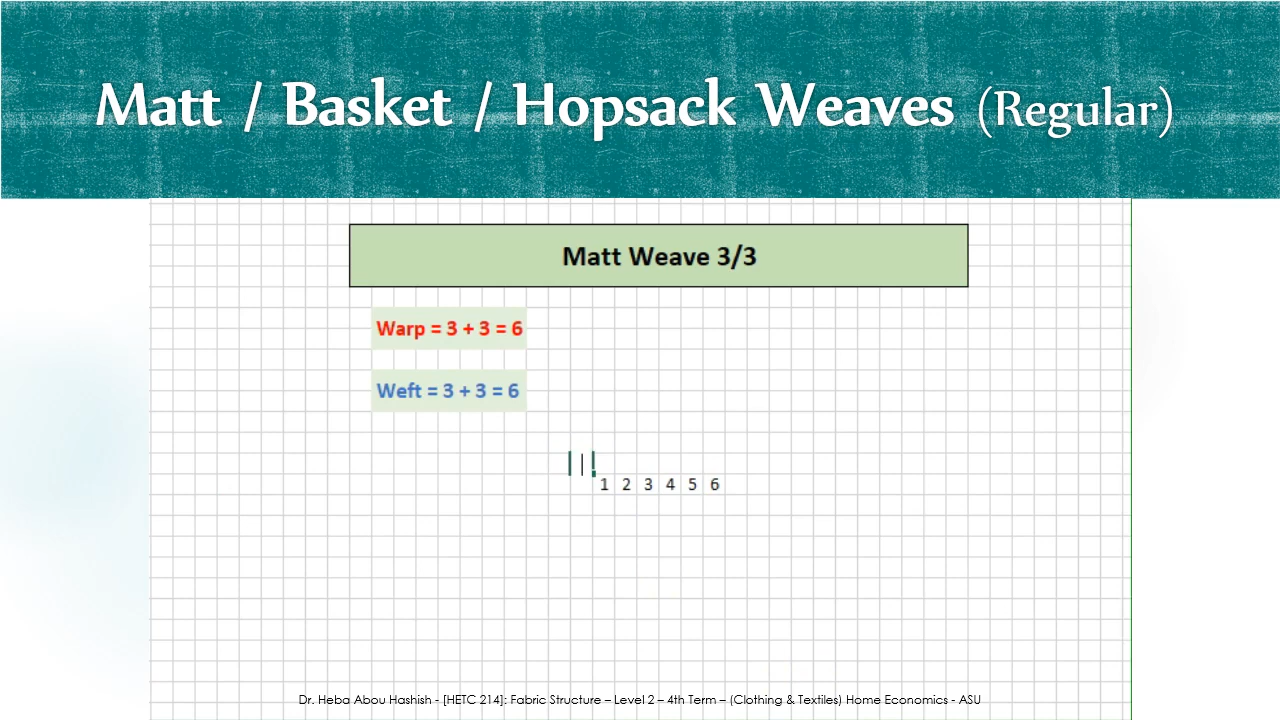 Matt / Basket / Hopsack Weaves (Regular)
Matt Weave 3/3
Warp = 3 + 3 = 6
Weft = 3 + 3 = 6
1 2 3 4 5 6
Dr. Heba Abou Hashish - [HETC 214]: Fabric Structure – Level 2 – 4th Term – (Clothing & Textiles) Home Economics - ASU